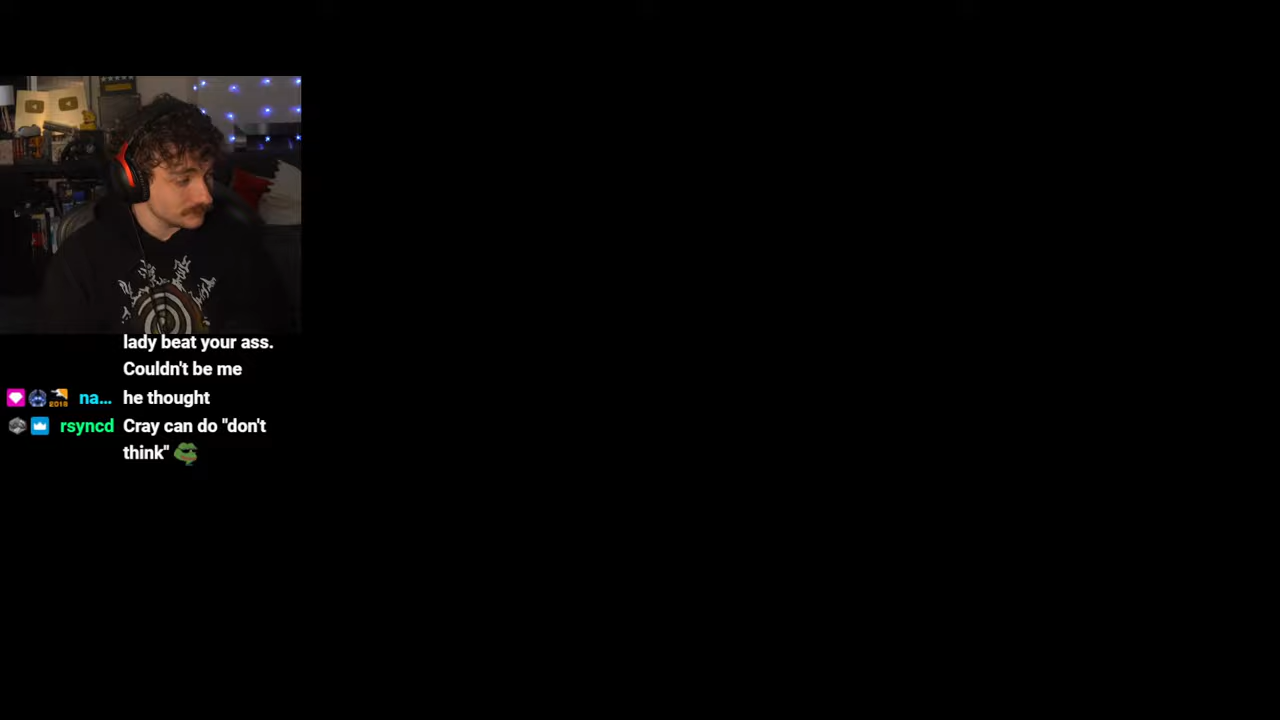 lady beat your ass.
Couldn't be me
na... he thought
rsyncd Cray can do "don't
think"